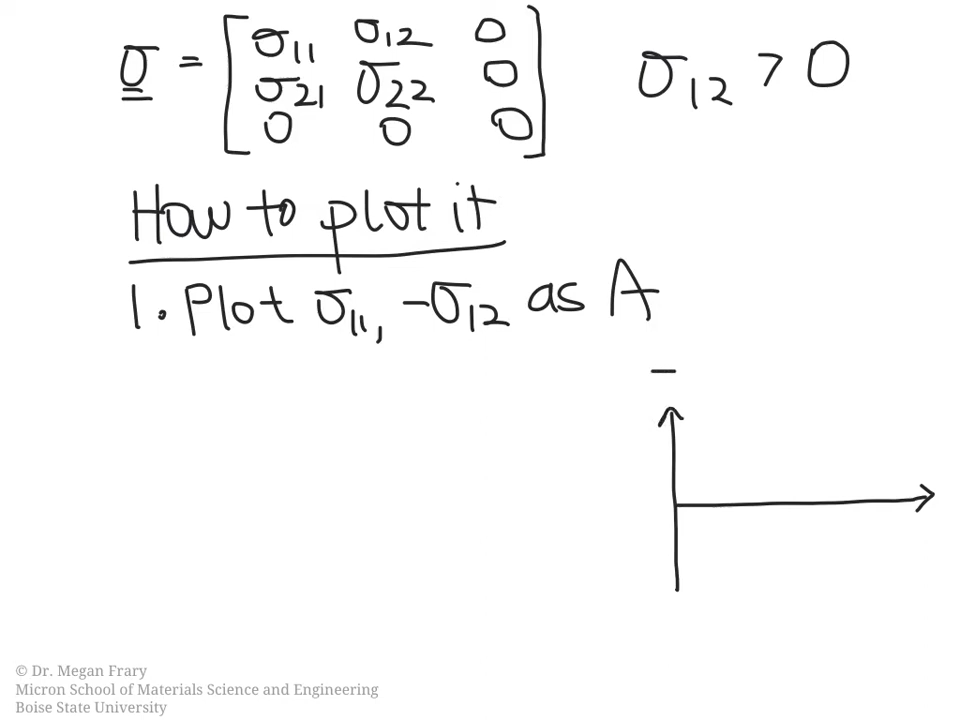 σ = [σ11 σ12 0
σ21 σ22 0
0 0 0] σ12 > 0
How to plot it
1. Plot σ11, -σ12 as A
© Dr. Megan Frary
Micron School of Materials Science and Engineering
Boise State University